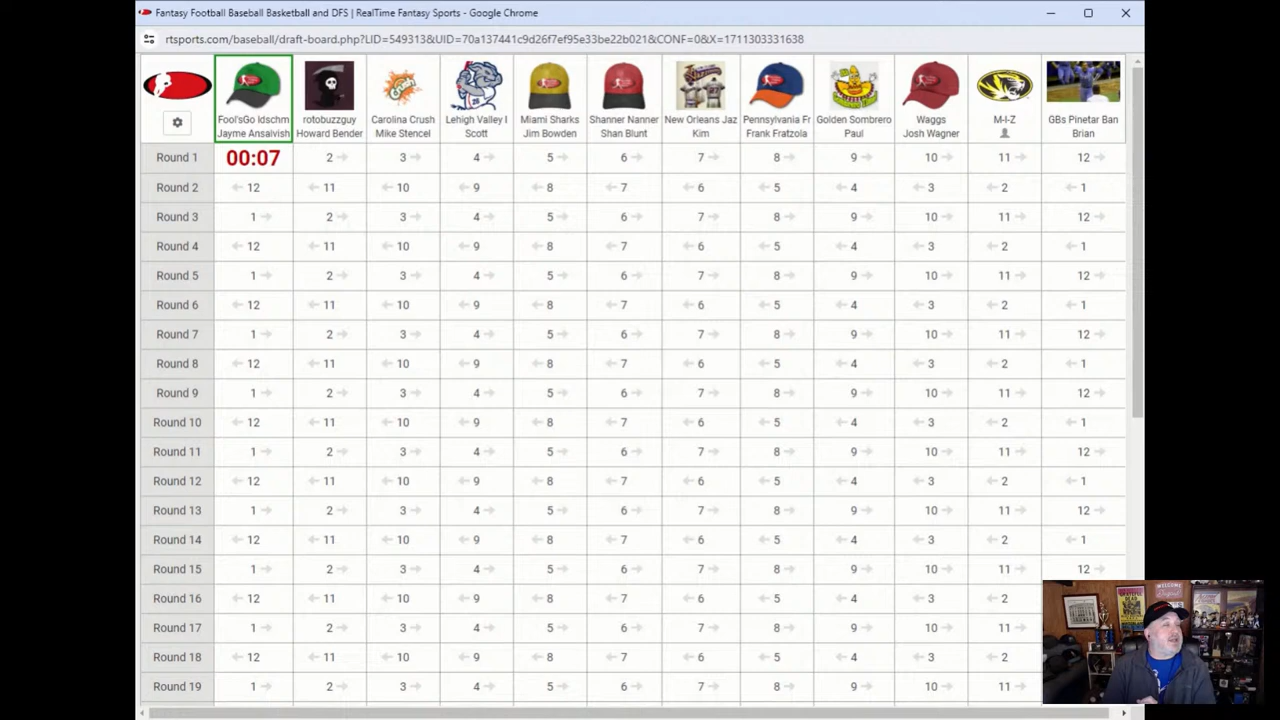 Fantasy Football Baseball Basketball and DFS | RealTime Fantasy Sports - Google Chrome
rtsports.com/baseball/draft-board.php?LID=549313&UID=70a137441c9d26f7ef95e33be22b021&CONF=0&X=1711303331638
Fool'sGo Idschm rotobuzzguy Carolina Crush Lehigh Valley I Miami Sharks Shanner Nanner New Orleans Jaz Pennsylvania Fr Golden Sombrero Waggs M-I-Z GBs Pinetar Ban
Jayme Ansalvish Howard Bender Mike Stencel Scott Jim Bowden Shan Blunt Kim Frank Fratzola Paul Josh Wagner Brian
Round 1 00:07 2 → 3 → 4 → 5 → 6 → 7 → 8 → 9 → 10 → 11 → 12 →
Round 2 ← 12 ← 11 ← 10 ← 9 ← 8 ← 7 ← 6 ← 5 ← 4 ← 3 ← 2 ← 1
Round 3 1 → 2 → 3 → 4 → 5 → 6 → 7 → 8 → 9 → 10 → 11 → 12 →
Round 4 ← 12 ← 11 ← 10 ← 9 ← 8 ← 7 ← 6 ← 5 ← 4 ← 3 ← 2 ← 1
Round 5 1 → 2 → 3 → 4 → 5 → 6 → 7 → 8 → 9 → 10 → 11 → 12 →
Round 6 ← 12 ← 11 ← 10 ← 9 ← 8 ← 7 ← 6 ← 5 ← 4 ← 3 ← 2 ← 1
Round 7 1 → 2 → 3 → 4 → 5 → 6 → 7 → 8 → 9 → 10 → 11 → 12 →
Round 8 ← 12 ← 11 ← 10 ← 9 ← 8 ← 7 ← 6 ← 5 ← 4 ← 3 ← 2 ← 1
Round 9 1 → 2 → 3 → 4 → 5 → 6 → 7 → 8 → 9 → 10 → 11 → 12 →
Round 10 ← 12 ← 11 ← 10 ← 9 ← 8 ← 7 ← 6 ← 5 ← 4 ← 3 ← 2 ← 1
Round 11 1 → 2 → 3 → 4 → 5 → 6 → 7 → 8 → 9 → 10 → 11 → 12 →
Round 12 ← 12 ← 11 ← 10 ← 9 ← 8 ← 7 ← 6 ← 5 ← 4 ← 3 ← 2 ← 1
Round 13 1 → 2 → 3 → 4 → 5 → 6 → 7 → 8 → 9 → 10 → 11 → 12 →
Round 14 ← 12 ← 11 ← 10 ← 9 ← 8 ← 7 ← 6 ← 5 ← 4 ← 3 ← 2 ← 1
Round 15 1 → 2 → 3 → 4 → 5 → 6 → 7 → 8 → 9 → 10 → 11 → 12 →
Round 16 ← 12 ← 11 ← 10 ← 9 ← 8 ← 7 ← 6 ← 5 ← 4 ← 3 ← 2
Round 17 1 → 2 → 3 → 4 → 5 → 6 → 7 → 8 → 9 → 10 → 11 →
Round 18 ← 12 ← 11 ← 10 ← 9 ← 8 ← 7 ← 6 ← 5 ← 4 ← 3 ← 2
Round 19 1 → 2 → 3 → 4 → 5 → 6 → 7 → 8 → 9 → 10 → 11 →
WELCOME
GRATEFUL
DEAD